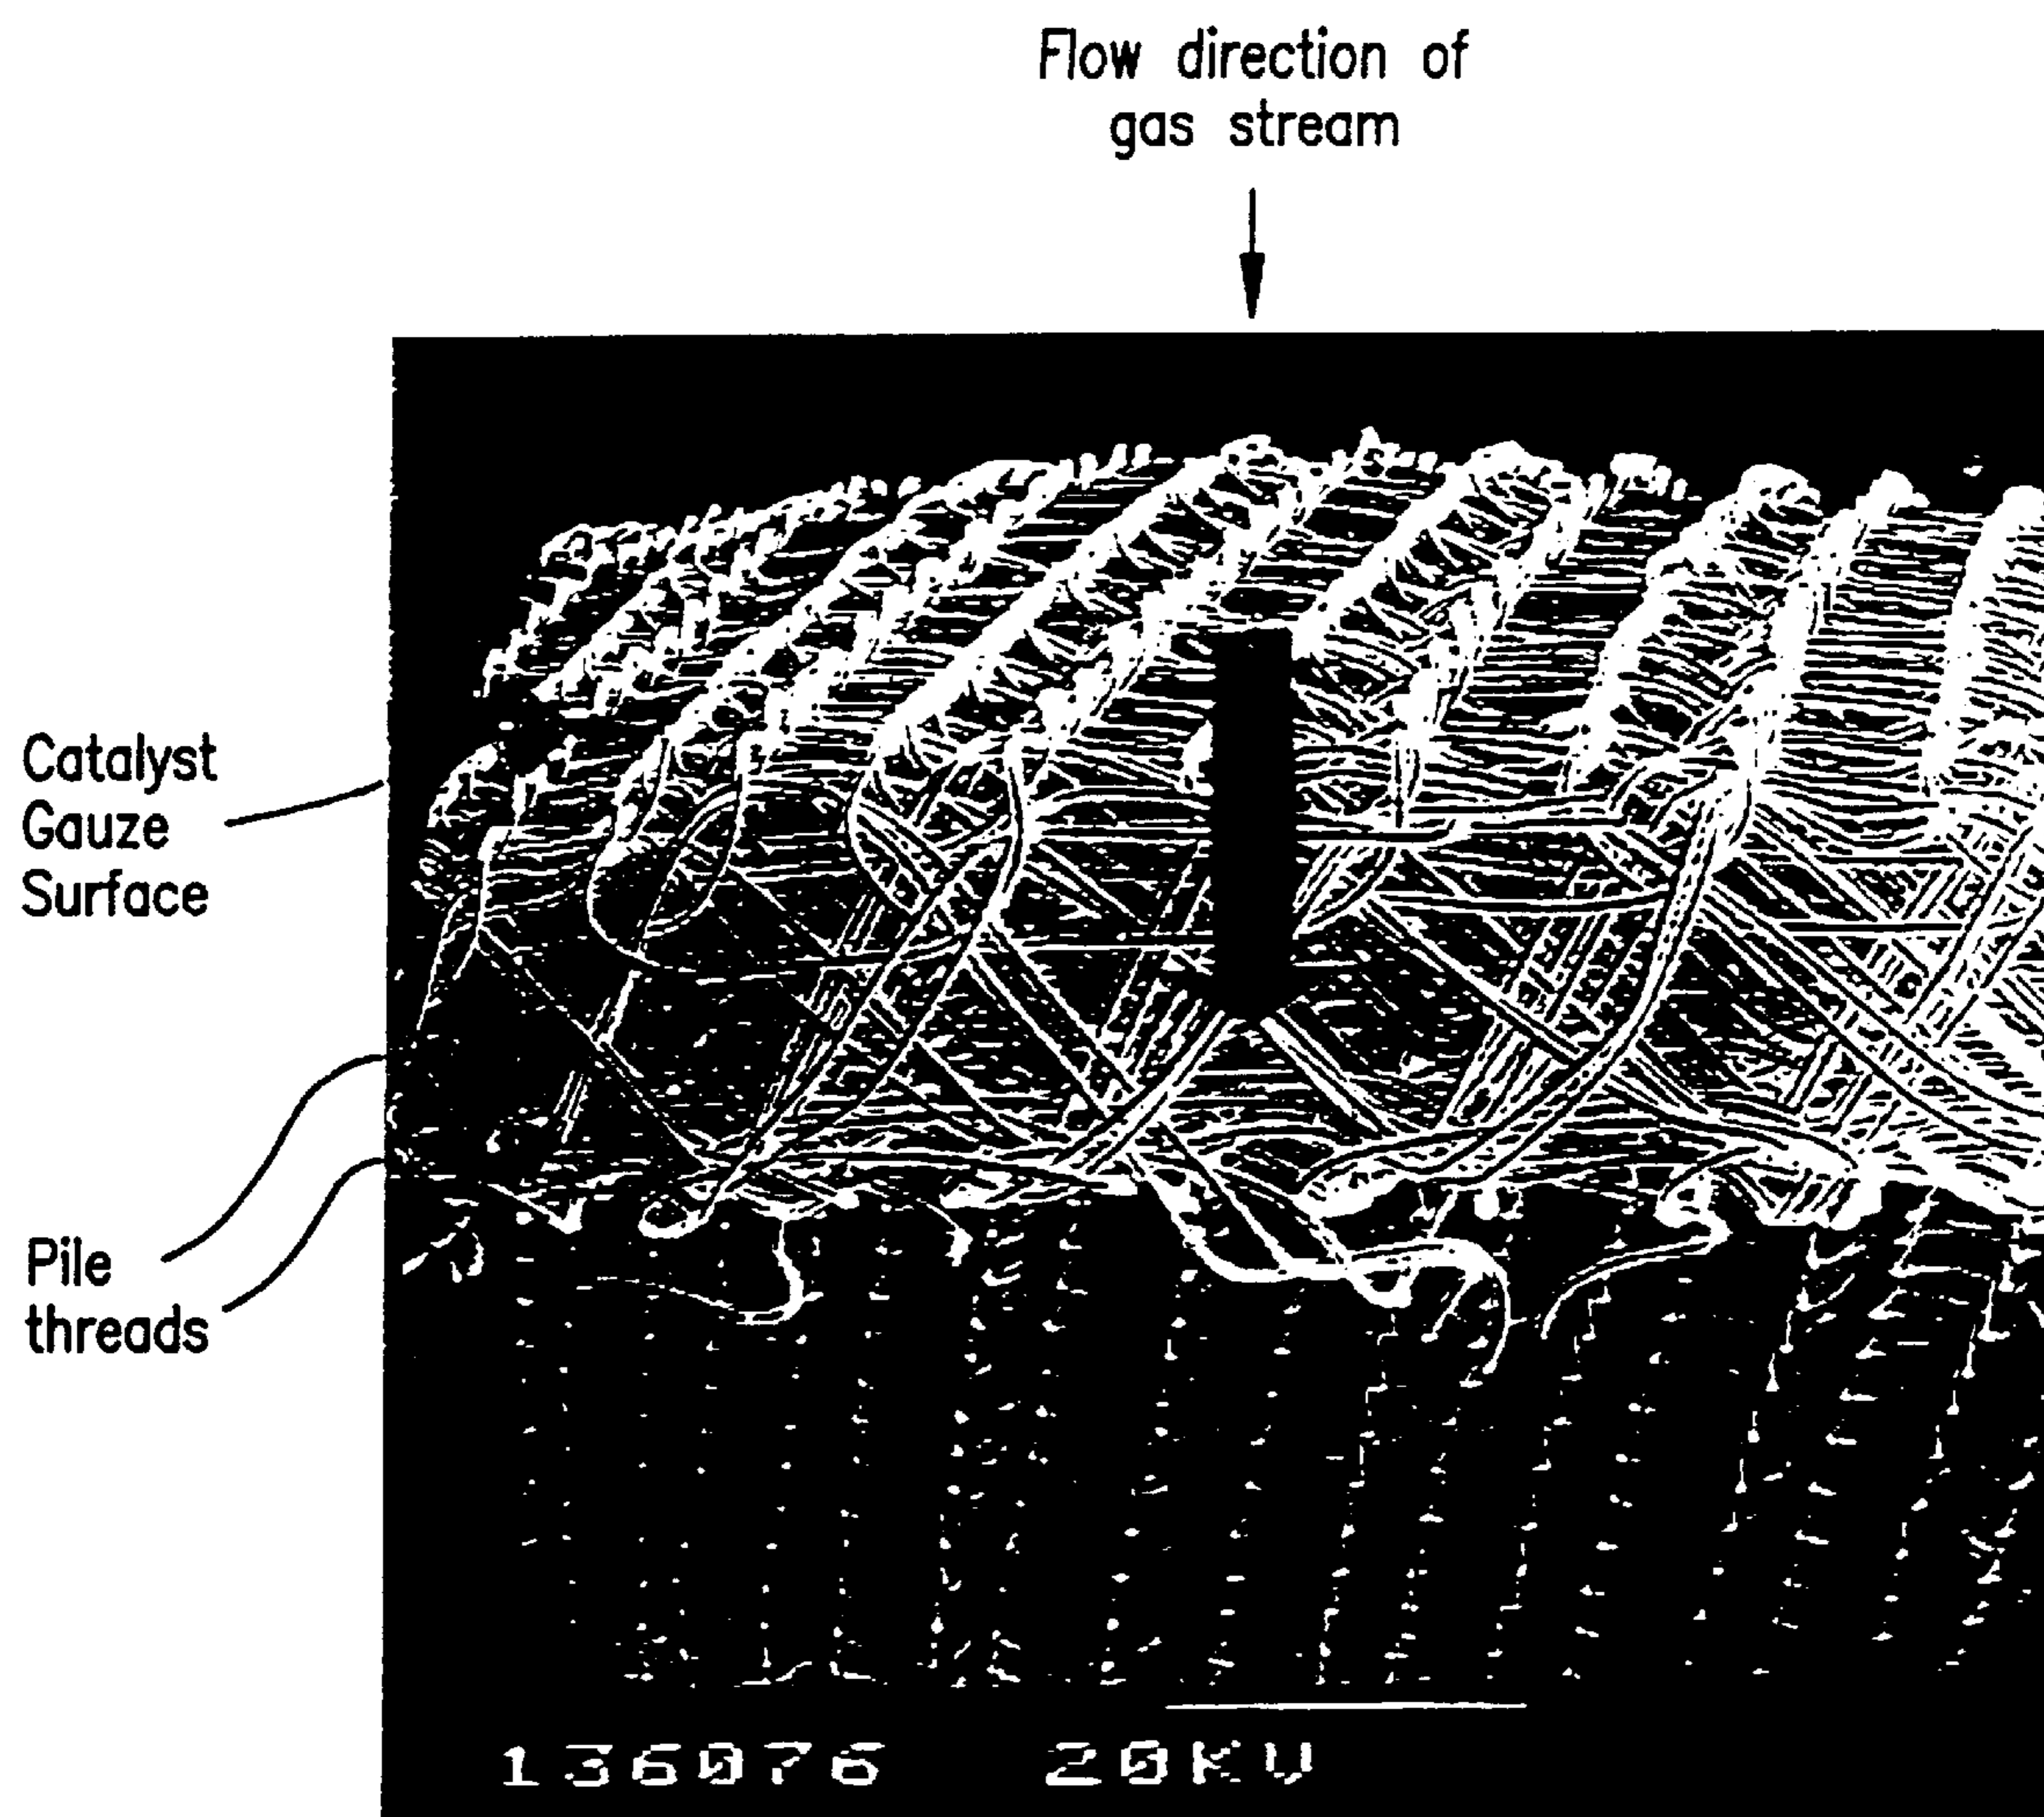 Flow direction of
gas stream
Catalyst
Gauze
Surface
Pile
threads
136076 20KV